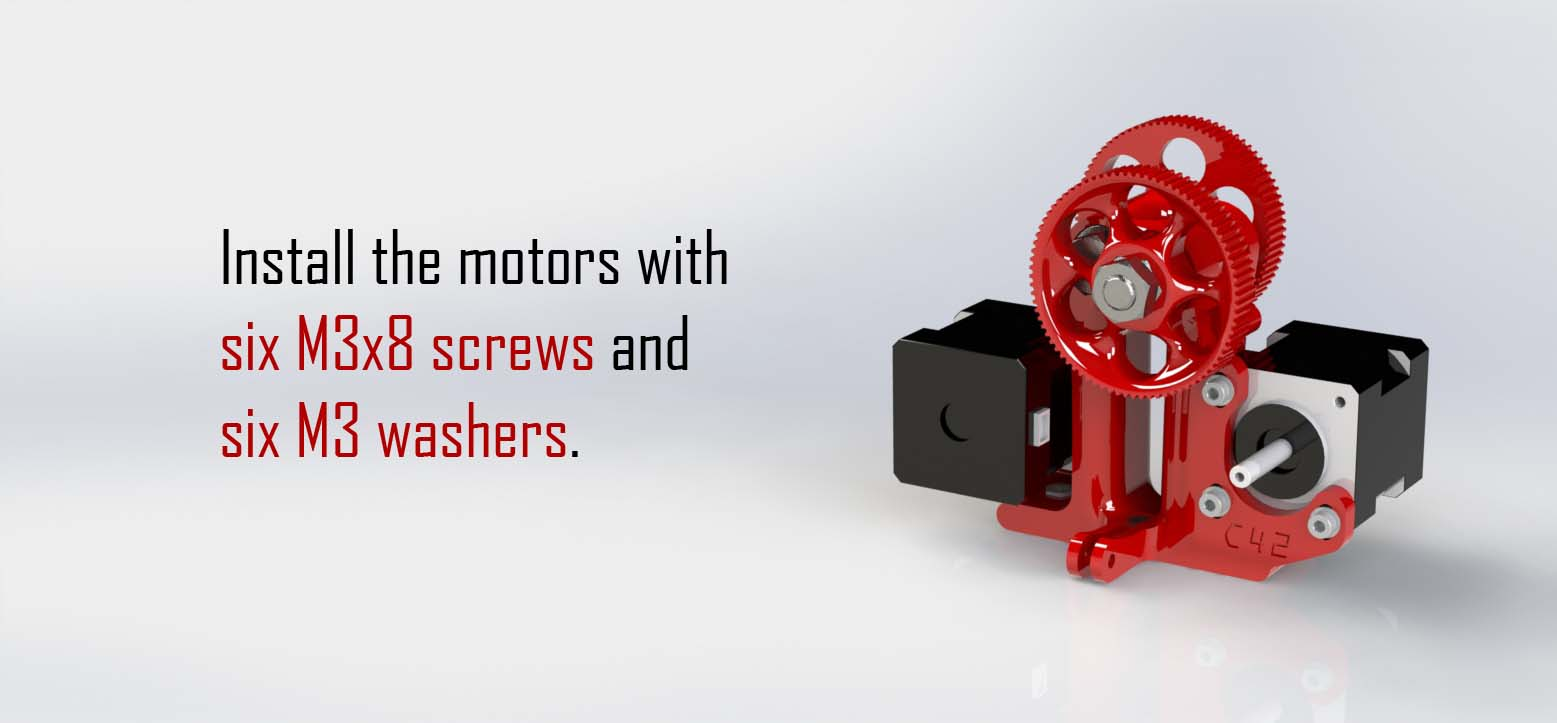 Install the motors with
six M3x8 screws and
six M3 washers.
C42